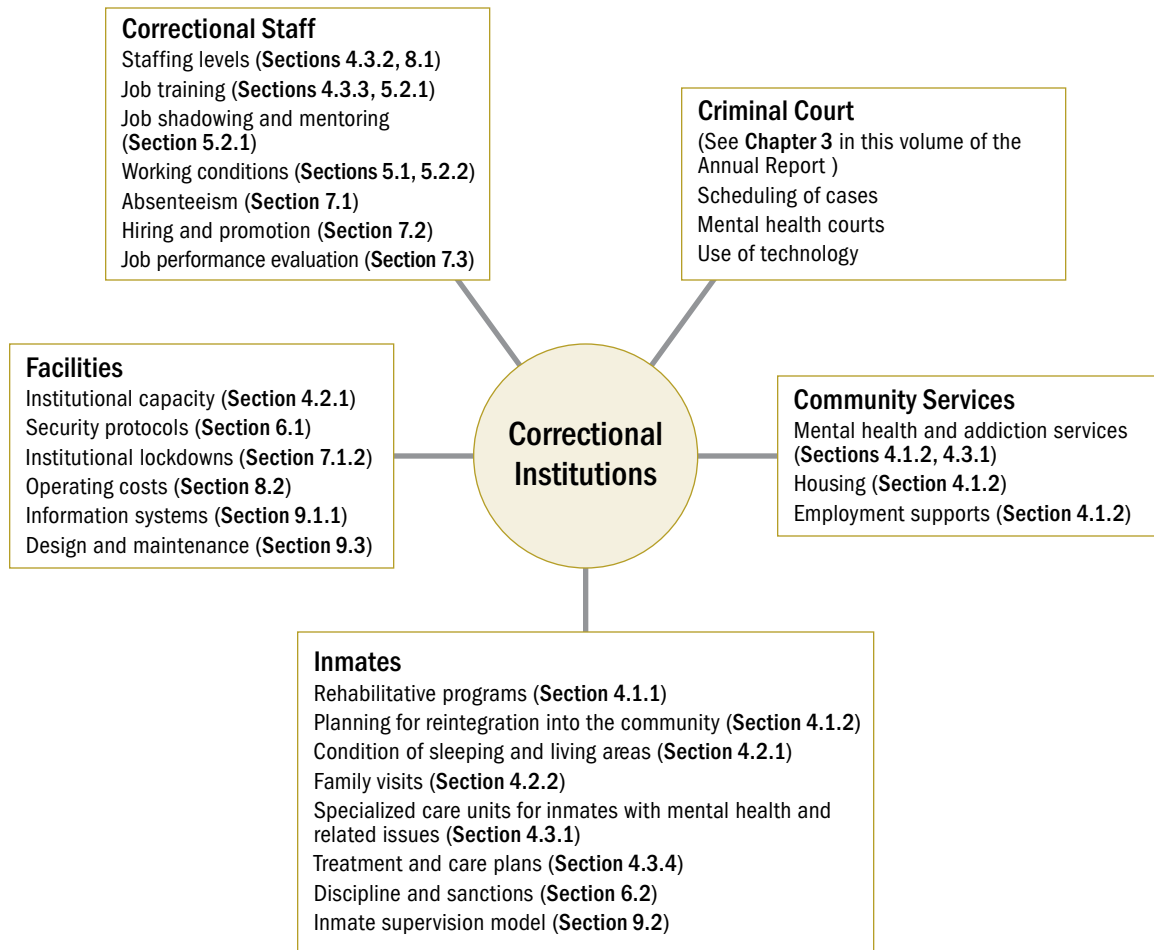 Correctional Staff
Staffing levels (Sections 4.3.2, 8.1)
Job training (Sections 4.3.3, 5.2.1)
Job shadowing and mentoring
(Section 5.2.1)
Working conditions (Sections 5.1, 5.2.2)
Absenteeism (Section 7.1)
Hiring and promotion (Section 7.2)
Job performance evaluation (Section 7.3)
Criminal Court
(See Chapter 3 in this volume of the
Annual Report )
Scheduling of cases
Mental health courts
Use of technology
Facilities
Institutional capacity (Section 4.2.1)
Security protocols (Section 6.1)
Institutional lockdowns (Section 7.1.2)
Operating costs (Section 8.2)
Information systems (Section 9.1.1)
Design and maintenance (Section 9.3)
Correctional
Institutions
Community Services
Mental health and addiction services
(Sections 4.1.2, 4.3.1)
Housing (Section 4.1.2)
Employment supports (Section 4.1.2)
Inmates
Rehabilitative programs (Section 4.1.1)
Planning for reintegration into the community (Section 4.1.2)
Condition of sleeping and living areas (Section 4.2.1)
Family visits (Section 4.2.2)
Specialized care units for inmates with mental health and
related issues (Section 4.3.1)
Treatment and care plans (Section 4.3.4)
Discipline and sanctions (Section 6.2)
Inmate supervision model (Section 9.2)